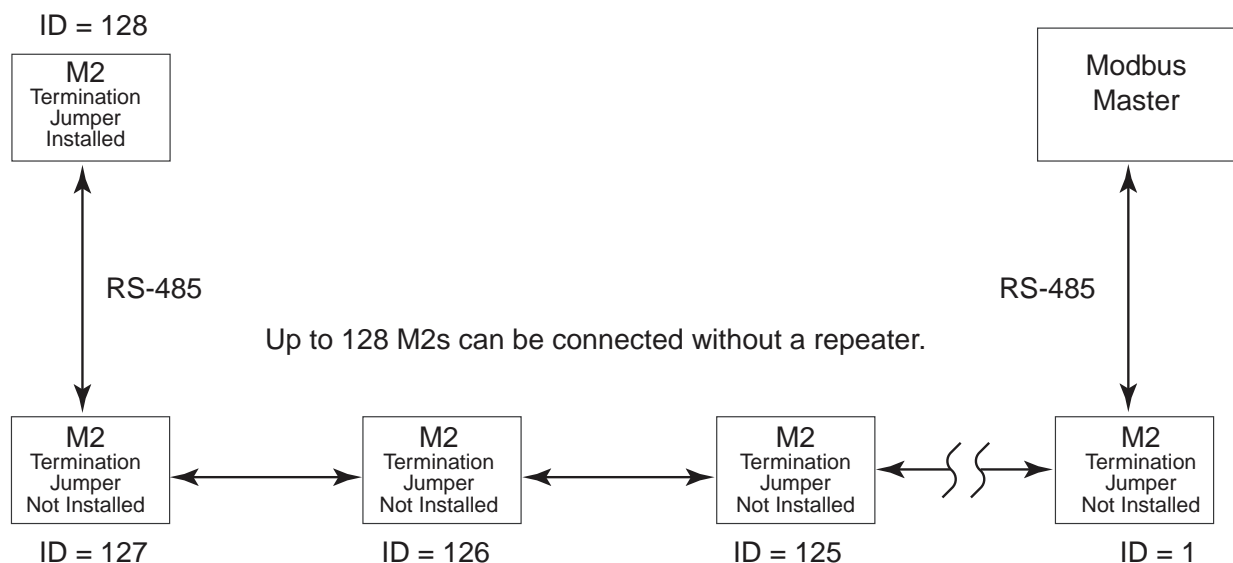 ID = 128
M2
Termination
Jumper
Installed
Modbus
Master
RS-485
RS-485
Up to 128 M2s can be connected without a repeater.
M2
Termination
Jumper
Not Installed
ID = 127
M2
Termination
Jumper
Not Installed
ID = 126
M2
Termination
Jumper
Not Installed
ID = 125
M2
Termination
Jumper
Not Installed
ID = 1